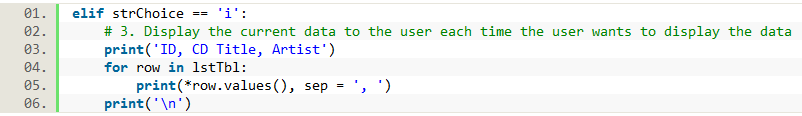 01. elif strChoice == 'i':
02.     # 3. Display the current data to the user each time the user wants to display the data
03.     print('ID, CD Title, Artist')
04.     for row in lstTbl:
05.         print(*row.values(), sep = ', ')
06.     print('\n')